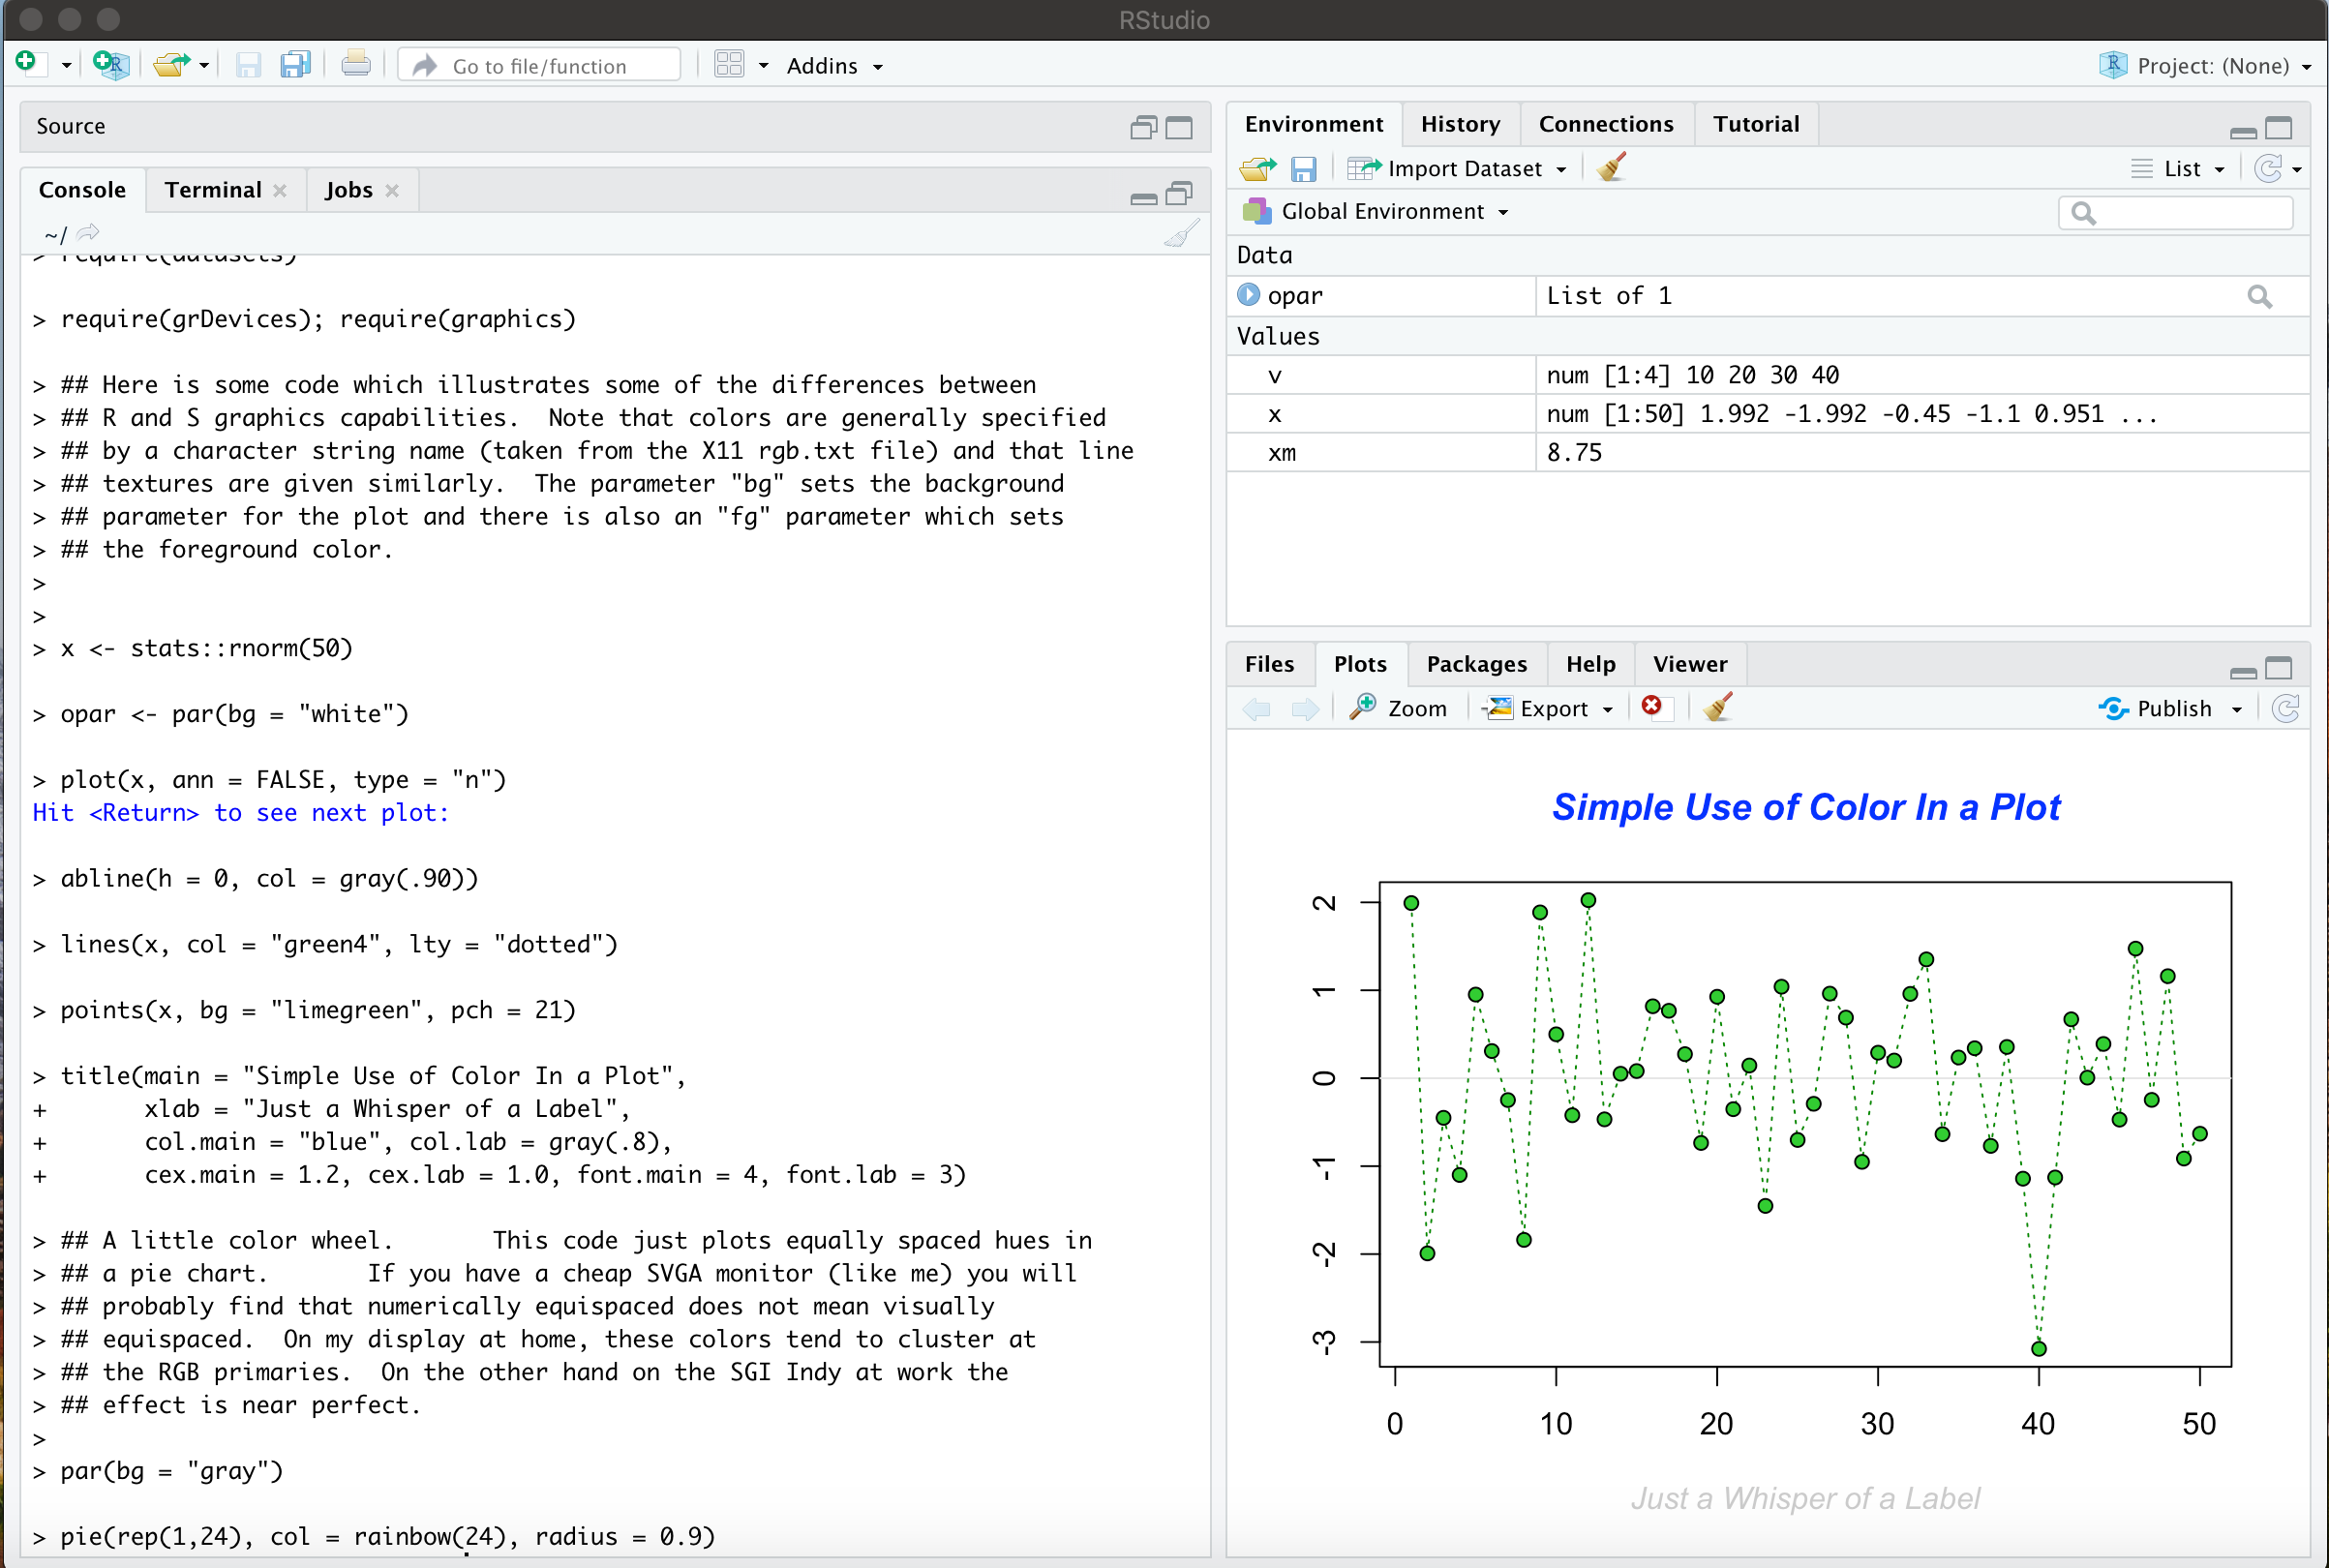 RStudio
Go to file/function
Addins
Project: (None)
Source
Console Terminal Jobs
~/
> require(datasets)
> require(grDevices); require(graphics)
> ## Here is some code which illustrates some of the differences between
> ## R and S graphics capabilities.  Note that colors are generally specified
> ## by a character string name (taken from the X11 rgb.txt file) and that line
> ## textures are given similarly.  The parameter "bg" sets the background
> ## parameter for the plot and there is also an "fg" parameter which sets
> ## the foreground color.
>
>
> x <- stats::rnorm(50)
> opar <- par(bg = "white")
> plot(x, ann = FALSE, type = "n")
Hit <Return> to see next plot:
> abline(h = 0, col = gray(.90))
> lines(x, col = "green4", lty = "dotted")
> points(x, bg = "limegreen", pch = 21)
> title(main = "Simple Use of Color In a Plot",
+       xlab = "Just a Whisper of a Label",
+       col.main = "blue", col.lab = gray(.8),
+       cex.main = 1.2, cex.lab = 1.0, font.main = 4, font.lab = 3)
> ## A little color wheel.       This code just plots equally spaced hues in
> ## a pie chart.       If you have a cheap SVGA monitor (like me) you will
> ## probably find that numerically equispaced does not mean visually
> ## equispaced.  On my display at home, these colors tend to cluster at
> ## the RGB primaries.  On the other hand on the SGI Indy at work the
> ## effect is near perfect.
>
> par(bg = "gray")
> pie(rep(1,24), col = rainbow(24), radius = 0.9)
Environment History Connections Tutorial
Import Dataset
List
Global Environment
Data
opar List of 1
Values
v num [1:4] 10 20 30 40
x num [1:50] 1.992 -1.992 -0.45 -1.1 0.951 ...
xm 8.75
Files Plots Packages Help Viewer
Zoom Export Publish
Simple Use of Color In a Plot
2
1
0
-1
-2
-3
0 10 20 30 40 50
Just a Whisper of a Label